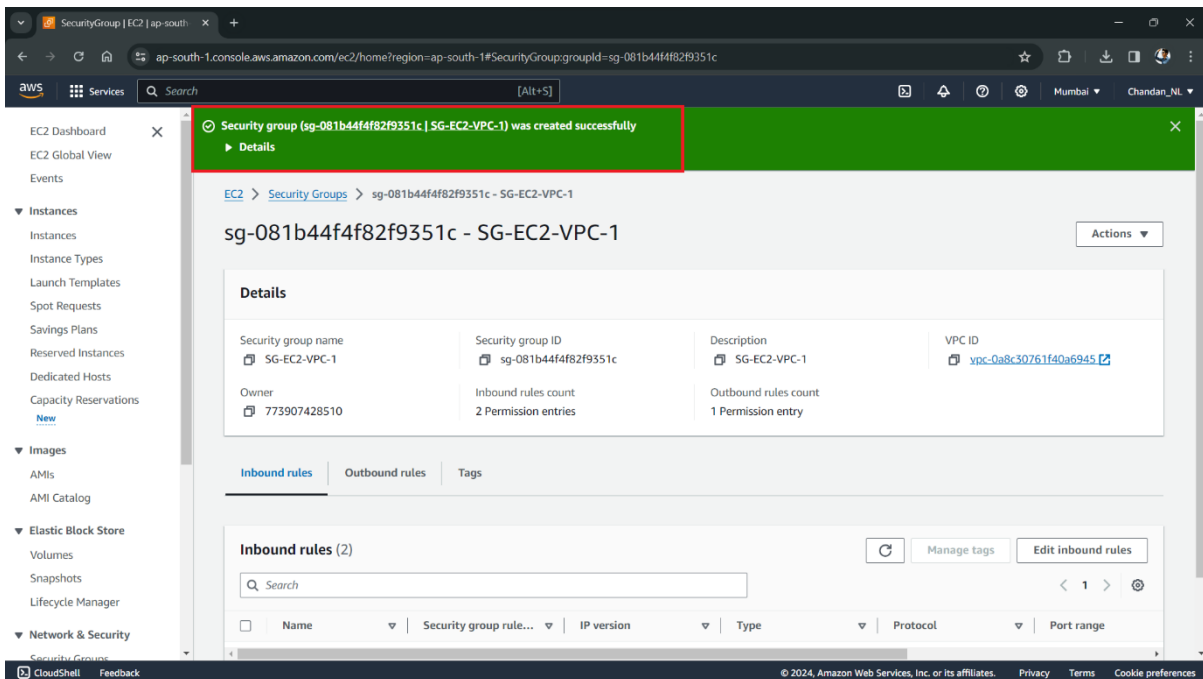 SecurityGroup | EC2 | ap-south-
ap-south-1.console.aws.amazon.com/ec2/home?region=ap-south-1#SecurityGroup:groupId=sg-081b44f4f82f9351c
aws Services Search [Alt+S] Mumbai Chandan_NL
EC2 Dashboard
EC2 Global View
Events
Instances
Instances
Instance Types
Launch Templates
Spot Requests
Savings Plans
Reserved Instances
Dedicated Hosts
Capacity Reservations
New
Images
AMIs
AMI Catalog
Elastic Block Store
Volumes
Snapshots
Lifecycle Manager
Network & Security
Security Groups
Security group (sg-081b44f4f82f9351c | SG-EC2-VPC-1) was created successfully
Details
EC2 > Security Groups > sg-081b44f4f82f9351c - SG-EC2-VPC-1
sg-081b44f4f82f9351c - SG-EC2-VPC-1
Actions
Details
Security group name Security group ID Description VPC ID
SG-EC2-VPC-1 sg-081b44f4f82f9351c SG-EC2-VPC-1 vpc-0a8c30761f40a6945
Owner Inbound rules count Outbound rules count
773907428510 2 Permission entries 1 Permission entry
Inbound rules Outbound rules Tags
Inbound rules (2) Manage tags Edit inbound rules
Search 1
Name Security group rule... IP version Type Protocol Port range
CloudShell Feedback © 2024, Amazon Web Services, Inc. or its affiliates. Privacy Terms Cookie preferences